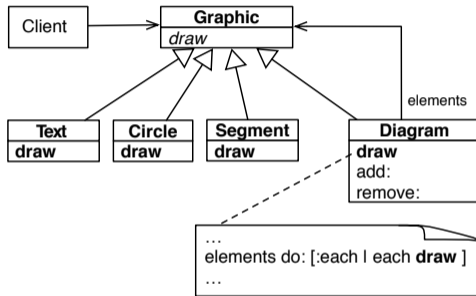 Client
Graphic
draw
elements
Text
draw
Circle
draw
Segment
draw
Diagram
draw
add:
remove:
...
elements do: [:each | each draw ]
...